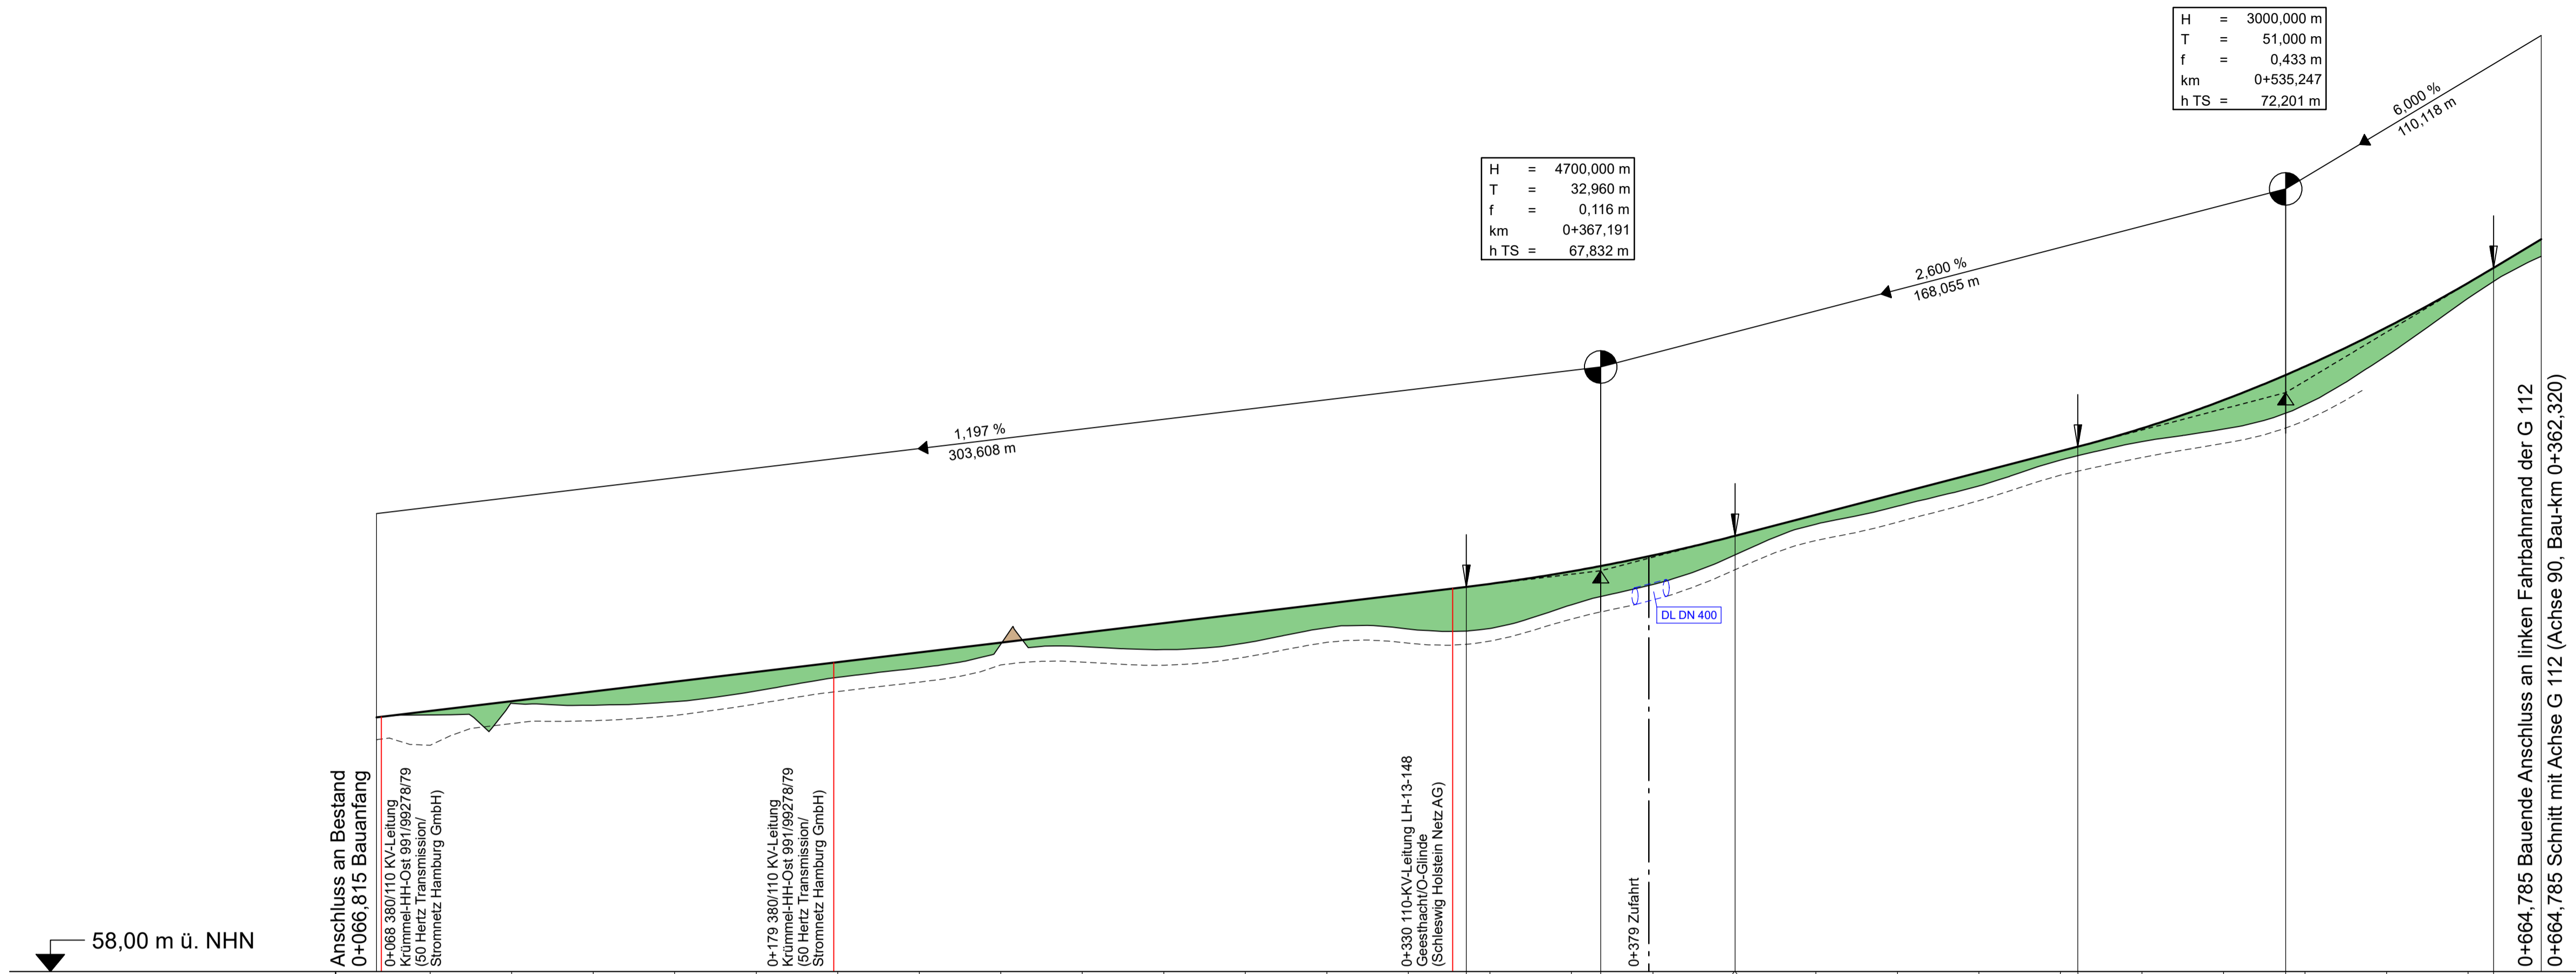 H = 3000,000 m
T = 51,000 m
f = 0,433 m
km 0+535,247
h TS = 72,201 m
6,000 %
110,118 m
H = 4700,000 m
T = 32,960 m
f = 0,116 m
km 0+367,191
h TS = 67,832 m
2,600 %
168,055 m
1,197 %
303,608 m
DL DN 400
Anschluss an Bestand
0+066,815 Bauanfang
0+068 380/110 KV-Leitung
Krümmel-HH-Ost 991/99278/79
(50 Hertz Transmission/
Stromnetz Hamburg GmbH)
0+179 380/110 KV-Leitung
Krümmel-HH-Ost 991/99278/79
(50 Hertz Transmission/
Stromnetz Hamburg GmbH)
0+330 110-KV-Leitung LH-13-148
Geesthacht/O-Glinde
(Schleswig Holstein Netz AG)
0+379 Zufahrt
0+664,785 Bauende Anschluss an linken Fahrbahnrand der G 112
0+664,785 Schnitt mit Achse G 112 (Achse 90, Bau-km 0+362,320)
58,00 m ü. NHN